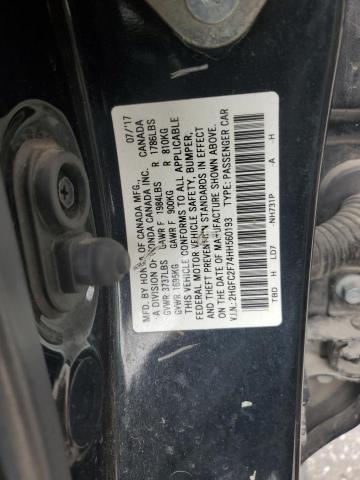 MFD. BY HONDA OF CANADA MFG., 07/17
A DIVISION OF HONDA CANADA INC. CANADA
GVWR 3737LBS GAWR F 1984LBS R 1786LBS
GVWR 1695KG GAWR F 900KG R 810KG
THIS VEHICLE CONFORMS TO ALL APPLICABLE
FEDERAL MOTOR VEHICLE SAFETY, BUMPER,
AND THEFT PREVENTION STANDARDS IN EFFECT
ON THE DATE OF MANUFACTURE SHOWN ABOVE.
V.I.N.: 2HGFC2F74HH560193 TYPE: PASSENGER CAR
TBD H LD7 -NH731P -A -H